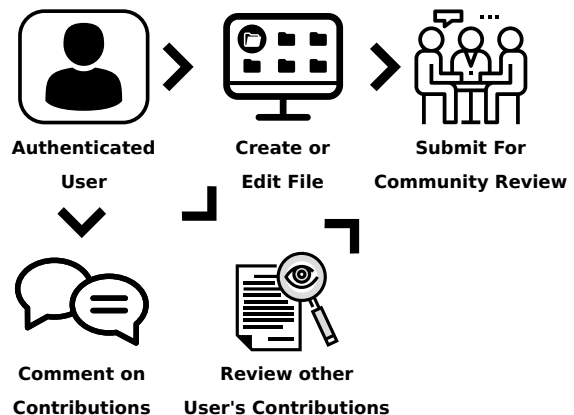 Authenticated
User
Create or
Edit File
Submit For
Community Review
Comment on
Contributions
Review other
User's Contributions